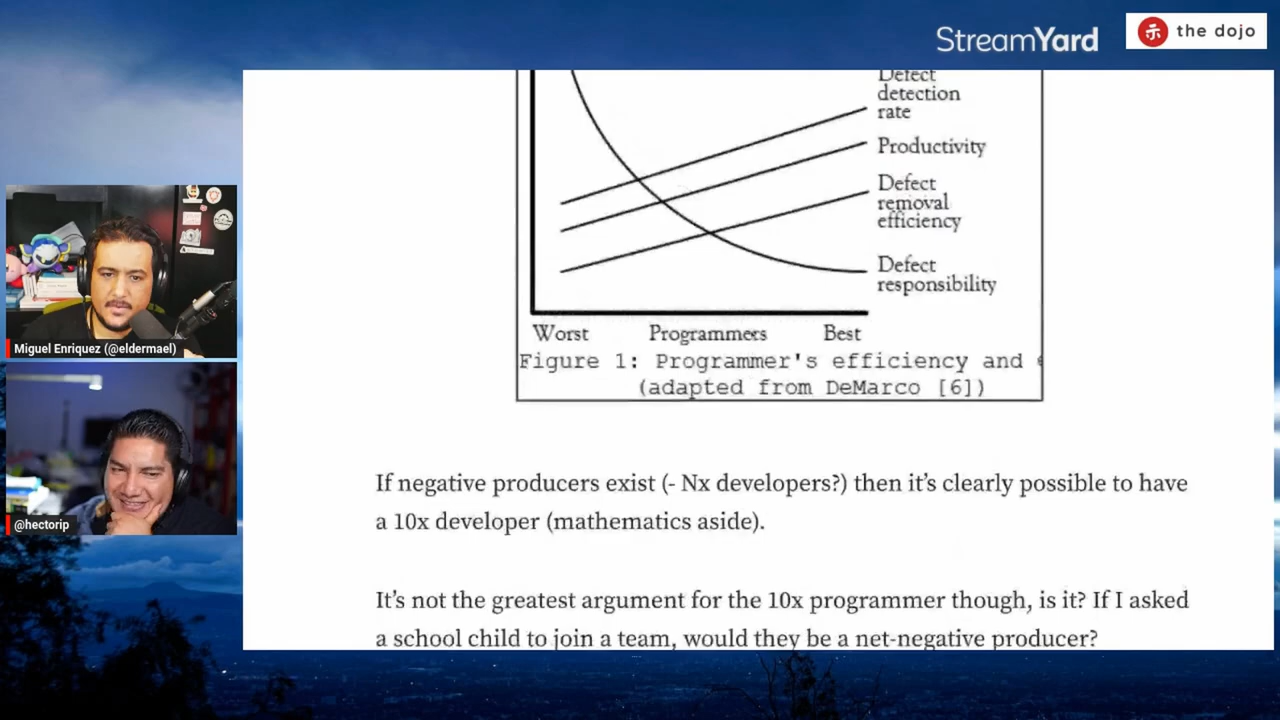 StreamYard
the dojo
Defect
detection
rate
Productivity
Defect
removal
efficiency
Defect
responsibility
Worst Programmers Best
Figure 1: Programmer's efficiency and
(adapted from DeMarco [6])
If negative producers exist (- Nx developers?) then it's clearly possible to have
a 10x developer (mathematics aside).
It's not the greatest argument for the 10x programmer though, is it? If I asked
a school child to join a team, would they be a net-negative producer?
Miguel Enriquez (@eldermael)
@hectorip